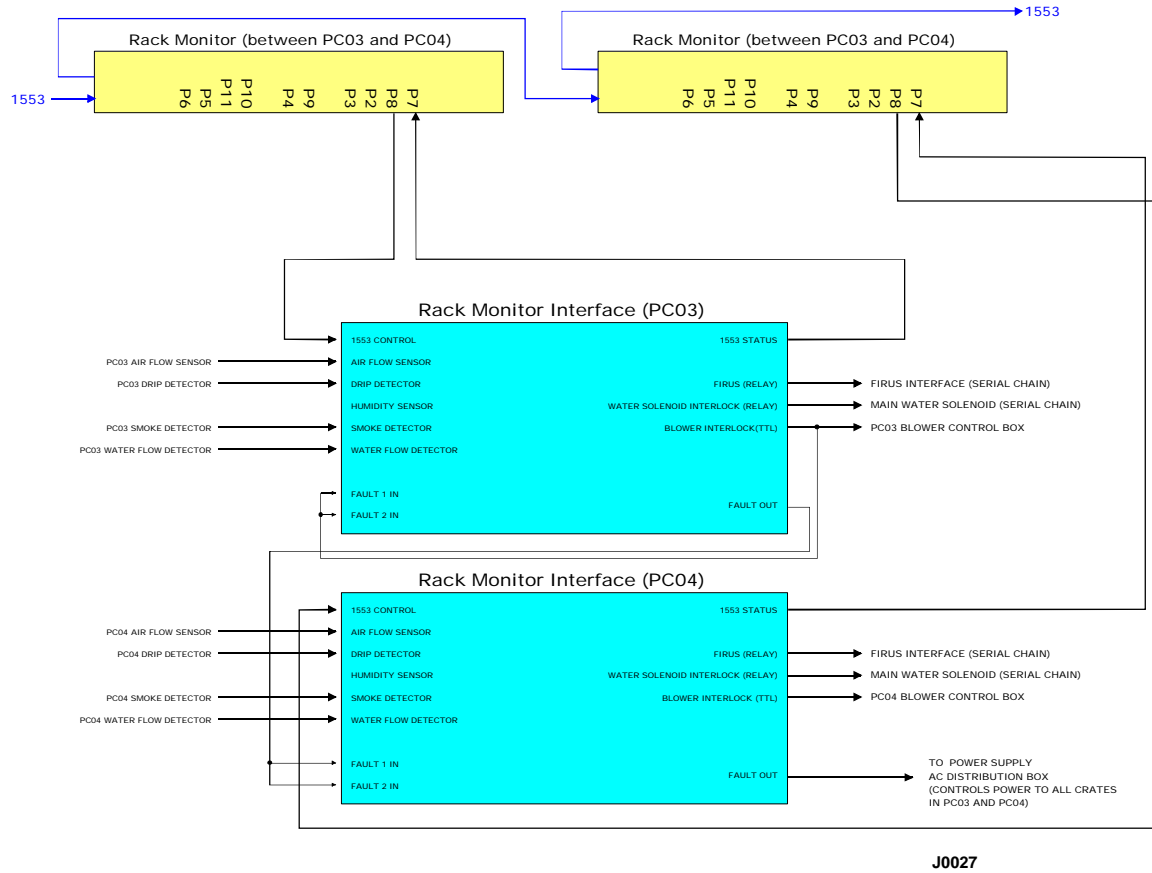 1553
Rack Monitor (between PC03 and PC04)
Rack Monitor (between PC03 and PC04)
1553
P6 P5 P11 P10 P4 P9 P3 P2 P8 P7
P6 P5 P11 P10 P4 P9 P3 P2 P8 P7
Rack Monitor Interface (PC03)
1553 CONTROL
1553 STATUS
PC03 AIR FLOW SENSOR
AIR FLOW SENSOR
PC03 DRIP DETECTOR
DRIP DETECTOR
FIRUS (RELAY)
FIRUS INTERFACE (SERIAL CHAIN)
HUMIDITY SENSOR
WATER SOLENOID INTERLOCK (RELAY)
MAIN WATER SOLENOID (SERIAL CHAIN)
PC03 SMOKE DETECTOR
SMOKE DETECTOR
BLOWER INTERLOCK(TTL)
PC03 BLOWER CONTROL BOX
PC03 WATER FLOW DETECTOR
WATER FLOW DETECTOR
FAULT 1 IN
FAULT OUT
FAULT 2 IN
Rack Monitor Interface (PC04)
1553 CONTROL
1553 STATUS
PC04 AIR FLOW SENSOR
AIR FLOW SENSOR
PC04 DRIP DETECTOR
DRIP DETECTOR
FIRUS (RELAY)
FIRUS INTERFACE (SERIAL CHAIN)
HUMIDITY SENSOR
WATER SOLENOID INTERLOCK (RELAY)
MAIN WATER SOLENOID (SERIAL CHAIN)
PC04 SMOKE DETECTOR
SMOKE DETECTOR
BLOWER INTERLOCK (TTL)
PC04 BLOWER CONTROL BOX
PC04 WATER FLOW DETECTOR
WATER FLOW DETECTOR
FAULT 1 IN
FAULT 2 IN
FAULT OUT
TO POWER SUPPLY
AC DISTRIBUTION BOX
(CONTROLS POWER TO ALL CRATES
IN PC03 AND PC04)
J0027